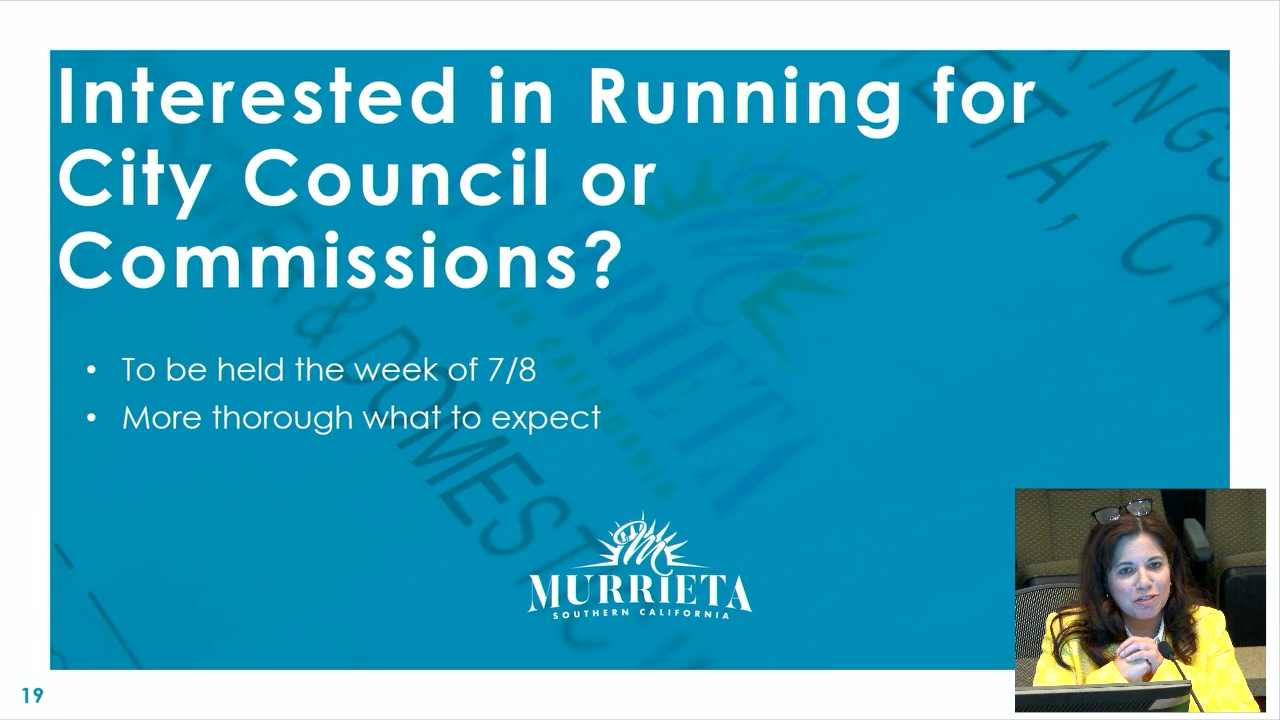 Interested in Running for
City Council or
Commissions?
• To be held the week of 7/8
• More thorough what to expect
MURRIETA
SOUTHERN CALIFORNIA
19